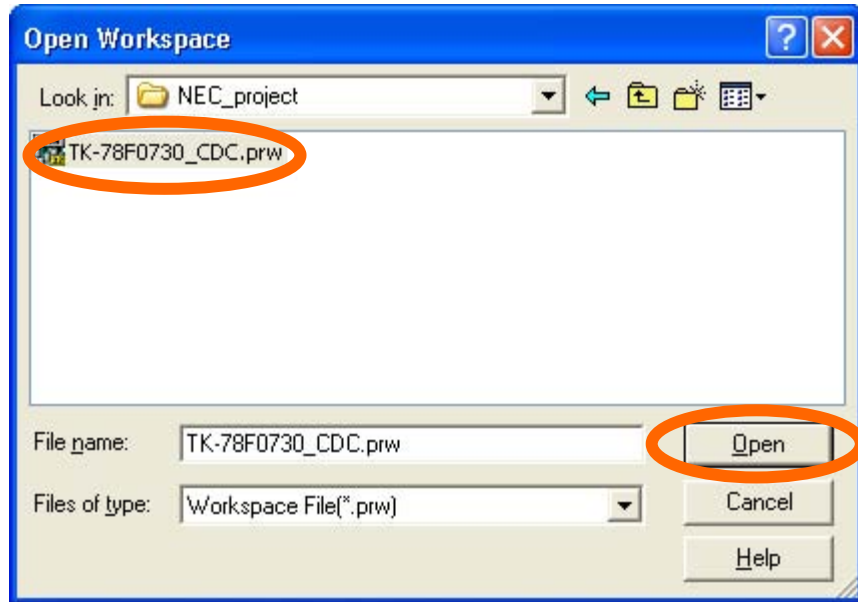 Open Workspace
Look in: NEC_project
TK-78F0730_CDC.prw
File name: TK-78F0730_CDC.prw Open
Files of type: Workspace File(*.prw) Cancel
Help